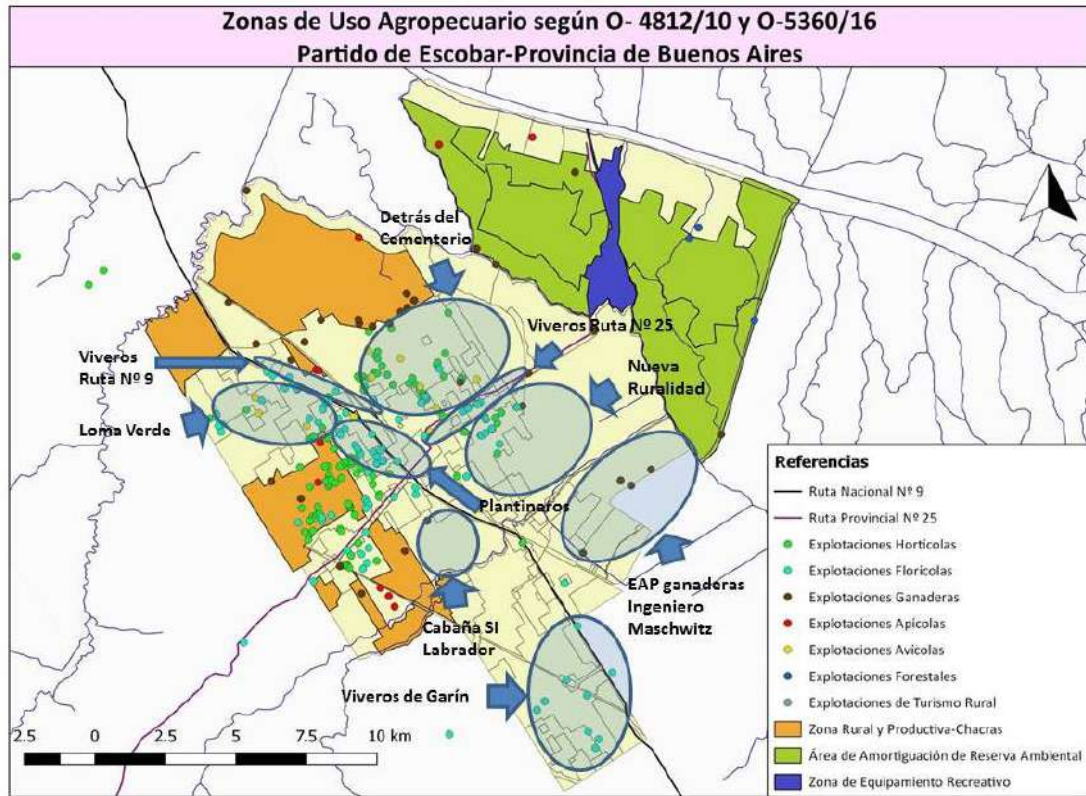 Zonas de Uso Agropecuario según O- 4812/10 y O-5360/16
Partido de Escobar-Provincia de Buenos Aires
Detrás del
Cementerio
Viveros Ruta Nº 25
Viveros
Ruta Nº 9
Nueva
Ruralidad
Loma Verde
Plantineros
EAP ganaderas
Ingeniero
Maschwitz
Cabaña SI
Labrador
Viveros de Garín
2.5 0 2.5 5 7.5 10 km
Referencias
Ruta Nacional Nº 9
Ruta Provincial Nº 25
Explotaciones Hortícolas
Explotaciones Florícolas
Explotaciones Ganaderas
Explotaciones Apícolas
Explotaciones Avícolas
Explotaciones Forestales
Explotaciones de Turismo Rural
Zona Rural y Productiva-Chacras
Área de Amortiguación de Reserva Ambiental
Zona de Equipamiento Recreativo